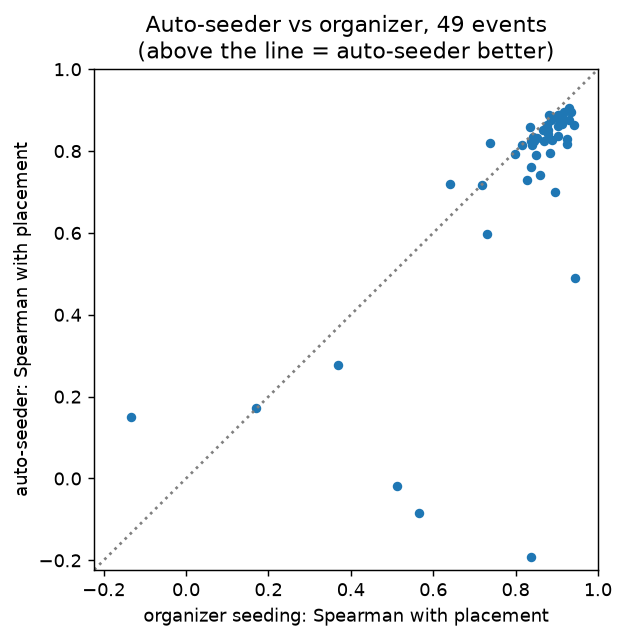 Auto-seeder vs organizer, 49 events
(above the line = auto-seeder better)
1.0
0.8
0.6
0.4
0.2
0.0
−0.2
auto-seeder: Spearman with placement
−0.2 0.0 0.2 0.4 0.6 0.8 1.0
organizer seeding: Spearman with placement